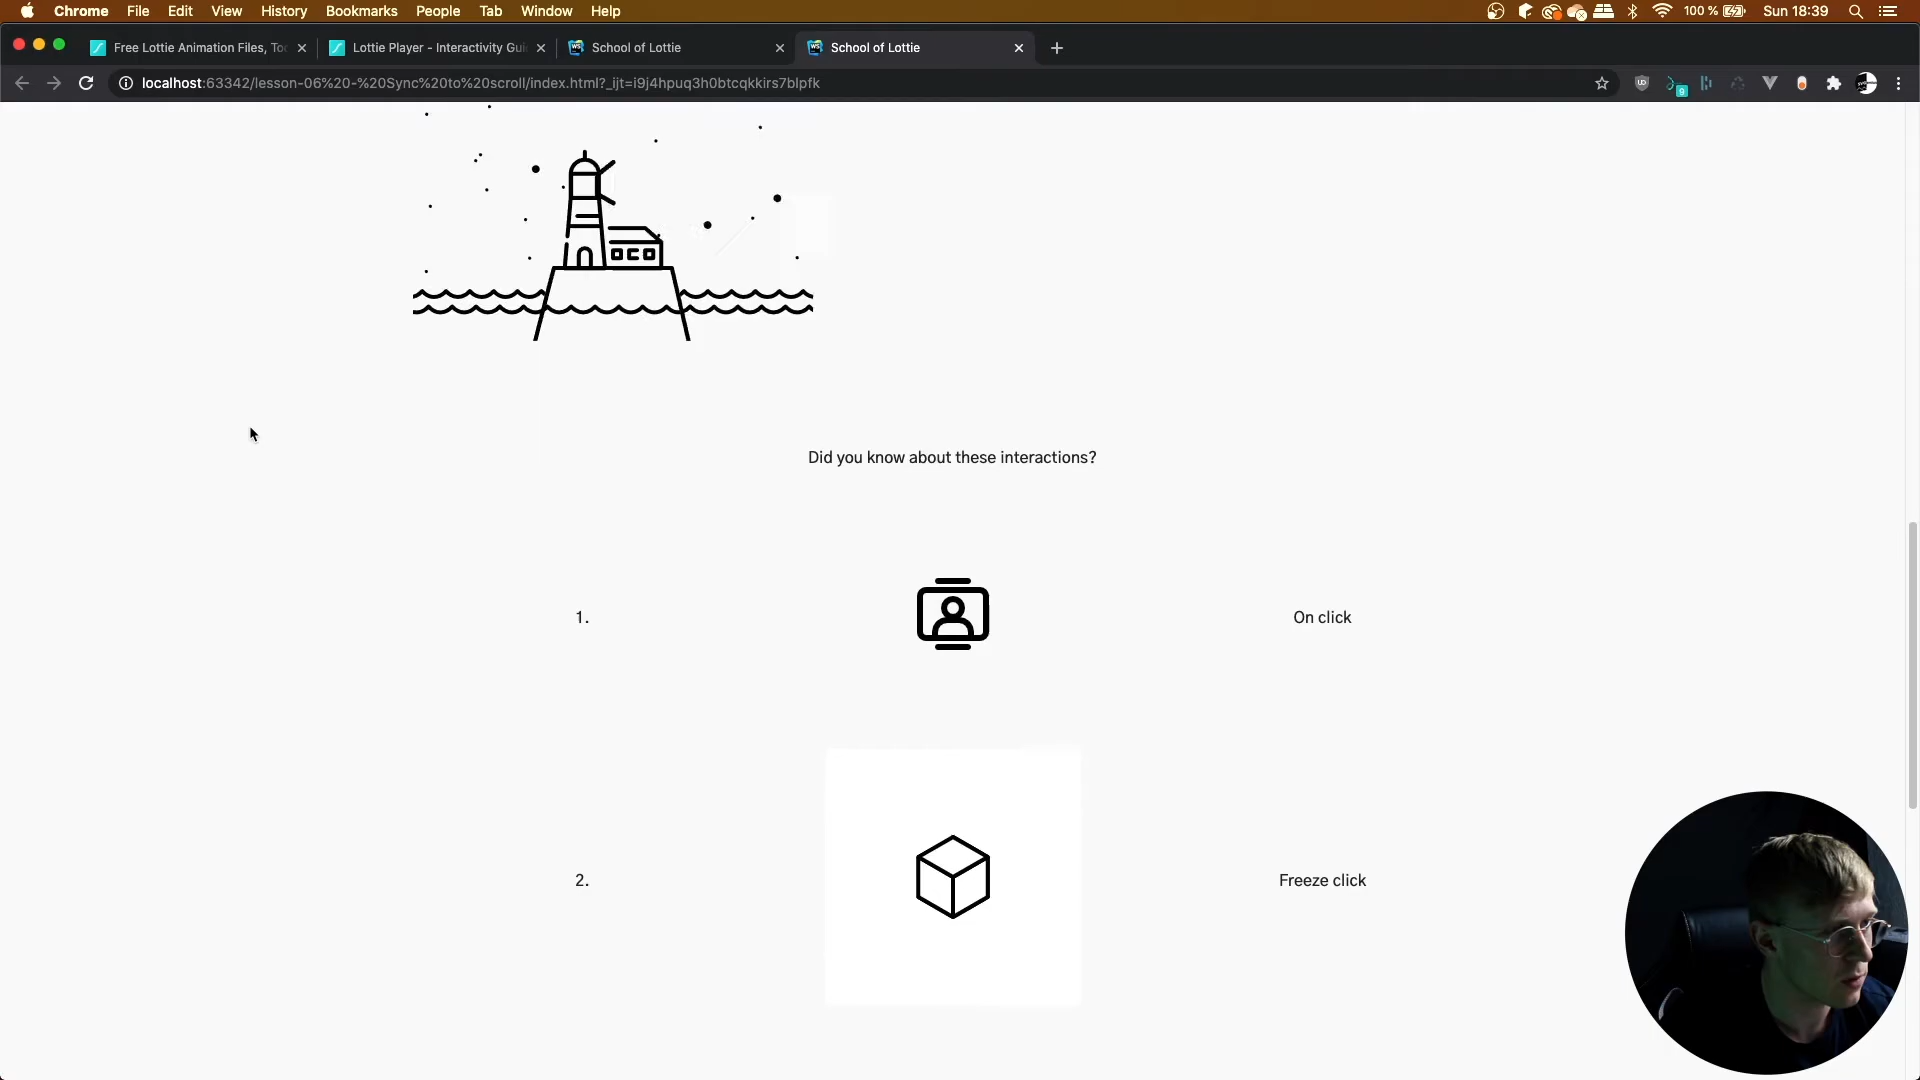 Chrome File Edit View History Bookmarks People Tab Window Help 100 % Sun 18:39
Free Lottie Animation Files, Too Lottie Player - Interactivity Gui School of Lottie School of Lottie
localhost:63342/lesson-06%20-%20Sync%20to%20scroll/index.html?_ijt=i9j4hpuq3h0btcqkkirs7blpfk
Did you know about these interactions?
1. On click
2. Freeze click